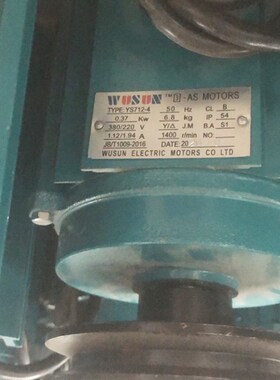 WUSUN ™ AS MOTORS
TYPE YS712-4 50 Hz CL B
0.37 Kw 6.8 kg IP 54
380/220 V Y/△ J.M B.A S1
1.12/1.94 A 1400 r/min NO
JB/T1009-2016 DATE 20
WUSUN ELECTRIC MOTORS CO LTD